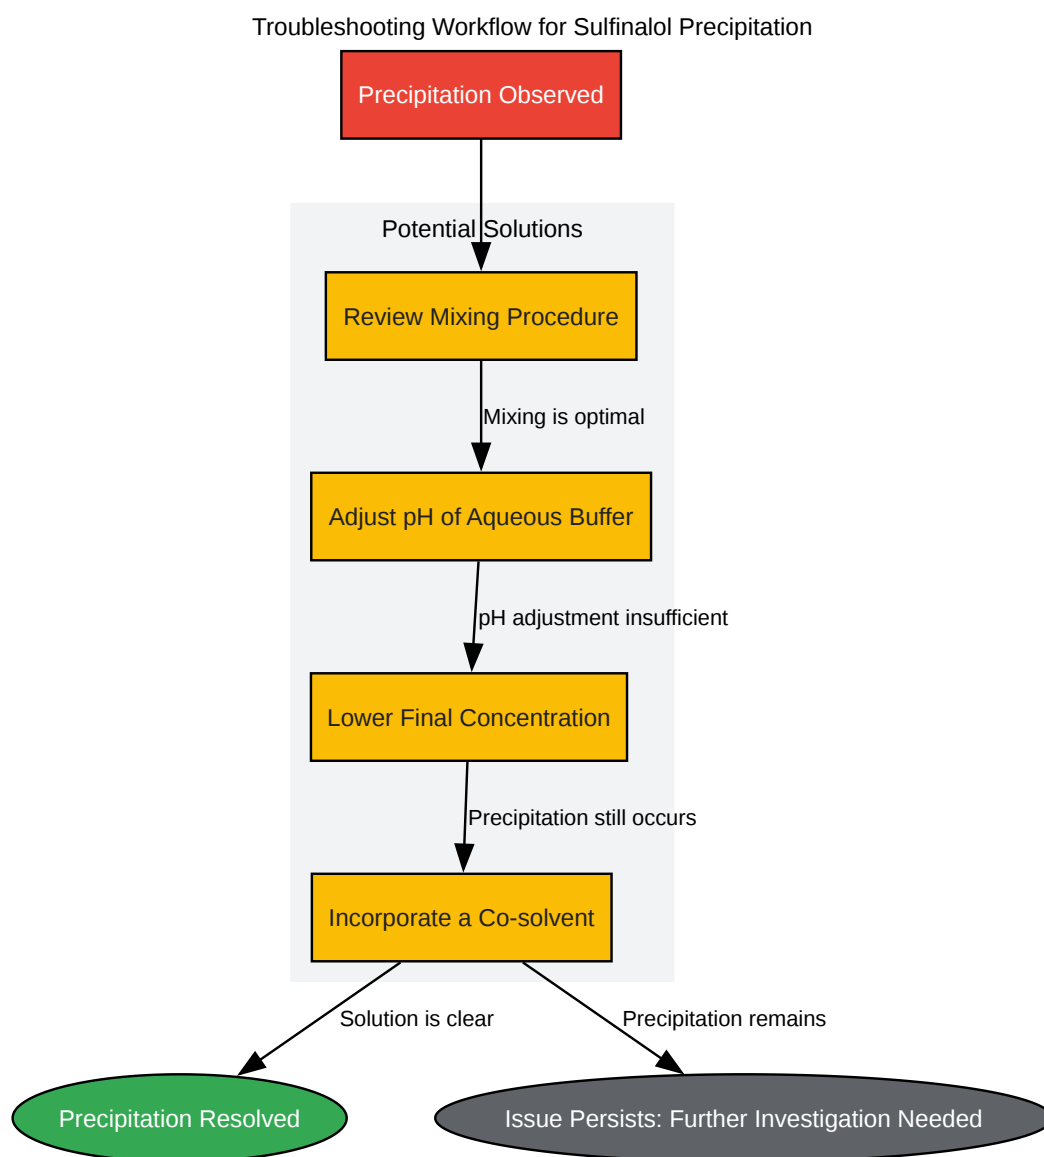 Troubleshooting Workflow for Sulfinalol Precipitation
Precipitation Observed
Potential Solutions
Review Mixing Procedure
Mixing is optimal
Adjust pH of Aqueous Buffer
pH adjustment insufficient
Lower Final Concentration
Precipitation still occurs
Incorporate a Co-solvent
Solution is clear
Precipitation remains
Precipitation Resolved
Issue Persists: Further Investigation Needed